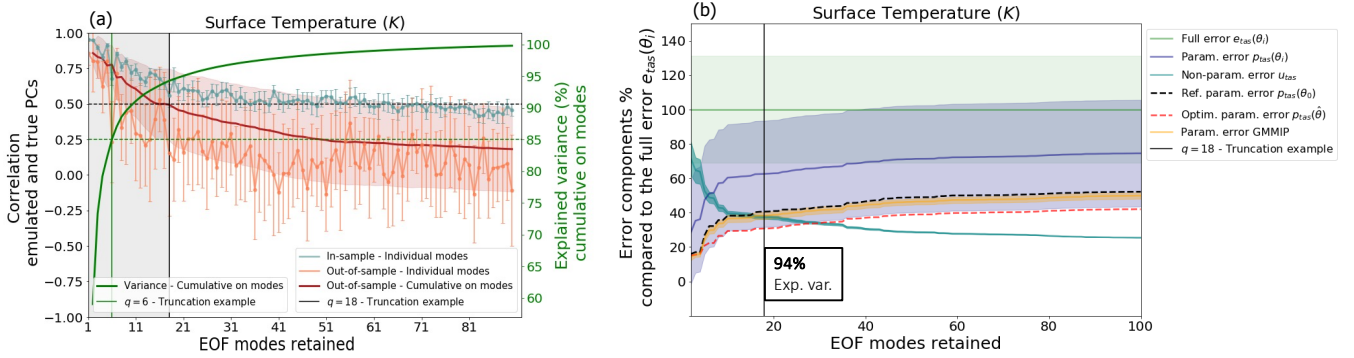 (a)
Surface Temperature (K)
Correlation
emulated and true PCs
1.00
0.75
0.50
0.25
0.00
−0.25
−0.50
−0.75
−1.00
1
11
21
31
41
51
61
71
81
EOF modes retained
100
95
90
85
80
75
70
65
60
Explained variance (%)
cumulative on modes
Variance - Cumulative on modes
q = 6 - Truncation example
In-sample - Individual modes
Out-of-sample - Individual modes
Out-of-sample - Cumulative on modes
q = 18 - Truncation example
(b)
Surface Temperature (K)
Error components %
compared to the full error e_tas(θ_i)
140
120
100
80
60
40
20
0
20
40
60
80
100
EOF modes retained
94%
Exp. var.
Full error e_tas(θ_i)
Param. error p_tas(θ_i)
Non-param. error u_tas
Ref. param. error p_tas(θ_0)
Optim. param. error p_tas(θ̂)
Param. error GMMIP
q = 18 - Truncation example